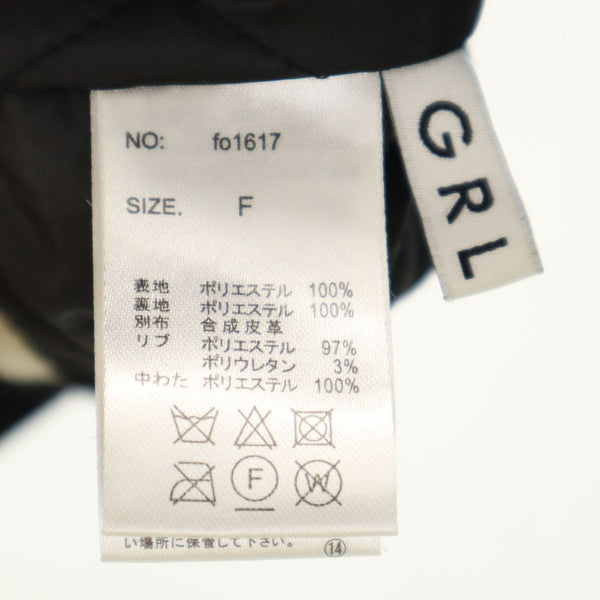 NO: fo1617
SIZE. F
表地 ポリエステル 100%
裏地 ポリエステル 100%
別布 合成皮革
リブ ポリエステル 97%
ポリウレタン 3%
中わた ポリエステル 100%
F W
い場所に保管して下さい。 ⑭
GRL